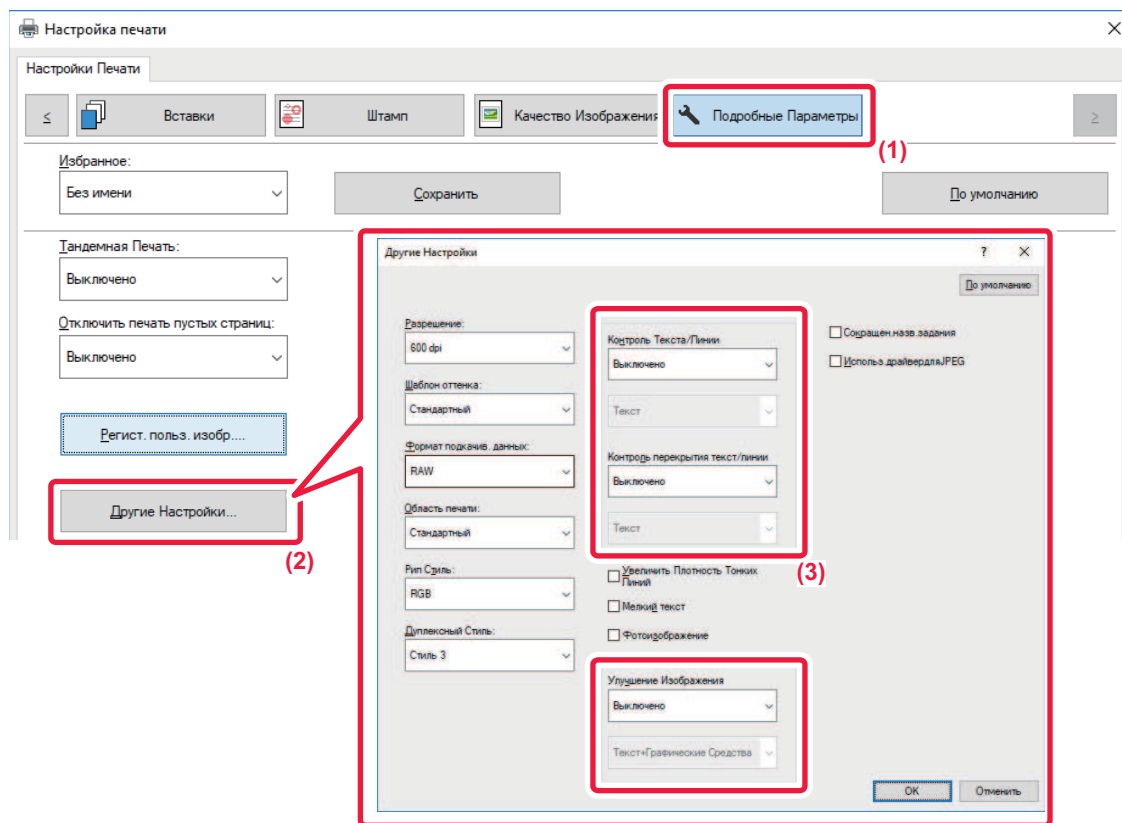 Настройка печати
Настройки Печати
<
Вставки
Штамп
Качество Изображения
Подробные Параметры
>
(1)
Избранное:
Без имени
Сохранить
По умолчанию
Тандемная Печать:
Выключено
Отключить печать пустых страниц:
Выключено
Регист. польз. изобр....
Другие Настройки...
(2)
Другие Настройки
?
По умолчанию
Разрешение:
600 dpi
Шаблон оттенка:
Стандартный
Формат подкачив. данных:
RAW
Область печати:
Стандартный
Рип Стиль:
RGB
Дуплексный Стиль:
Стиль 3
Контроль Текста/Линии
Выключено
Текст
Контроль перекрытия текст/линии
Выключено
Текст
(3)
Увеличить Плотность Тонких
Линий
Мелкий текст
Фотоизображение
Улучшение Изображения
Выключено
Текст+Графические Средства
Сокращен.назв.задания
Использ.драйвердляJPEG
OK
Отменить